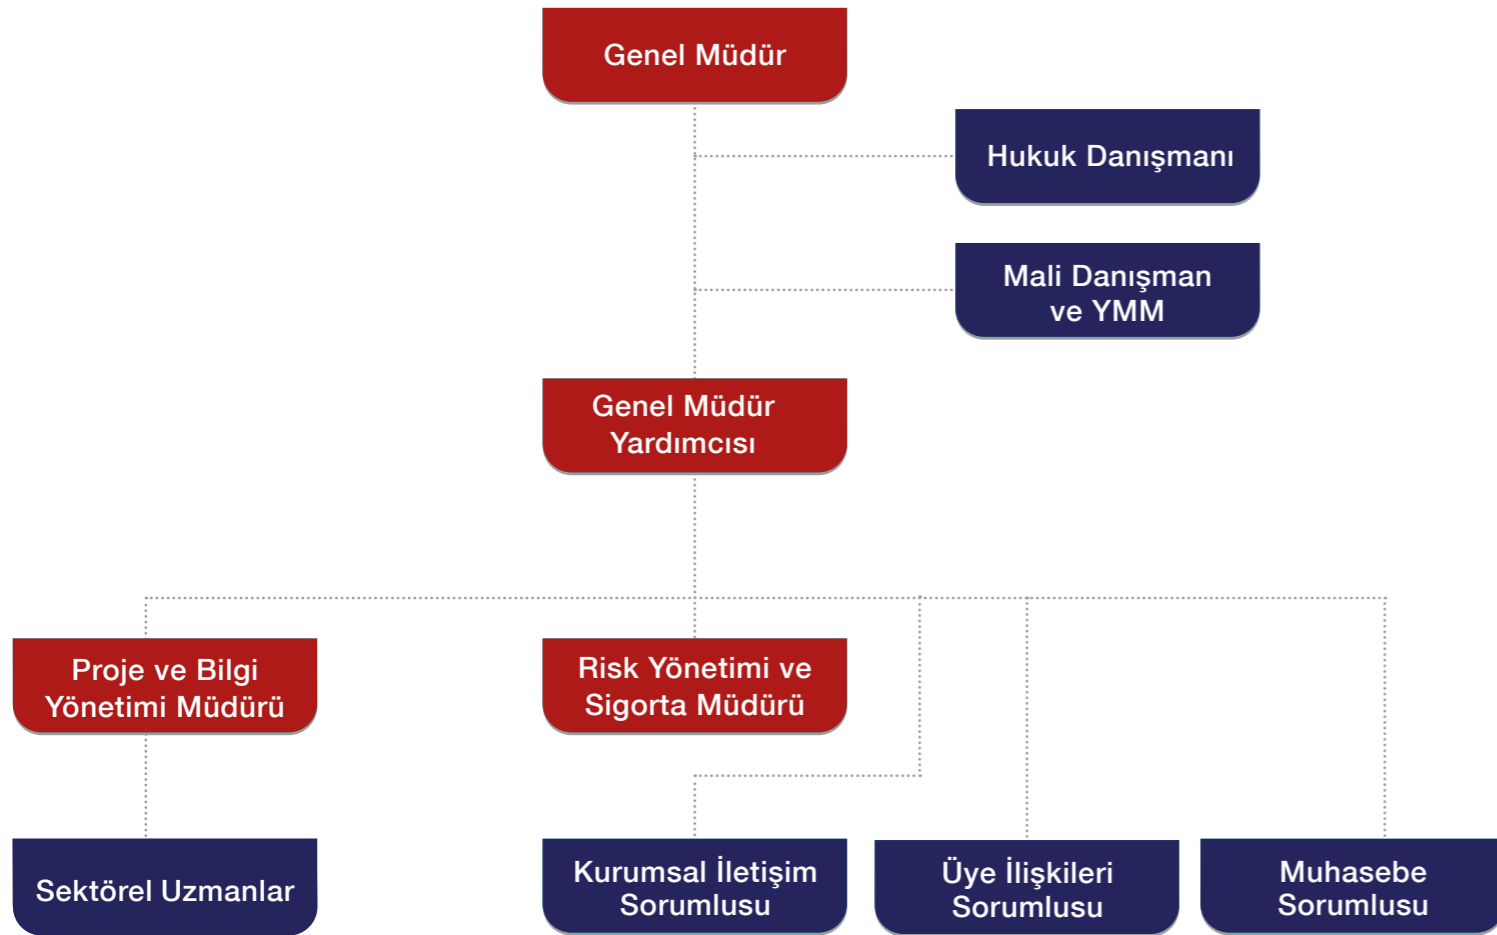 Genel Müdür
Hukuk Danışmanı
Mali Danışman
ve YMM
Genel Müdür
Yardımcısı
Proje ve Bilgi
Yönetimi Müdürü
Risk Yönetimi ve
Sigorta Müdürü
Sektörel Uzmanlar
Kurumsal İletişim
Sorumlusu
Üye İlişkileri
Sorumlusu
Muhasebe
Sorumlusu